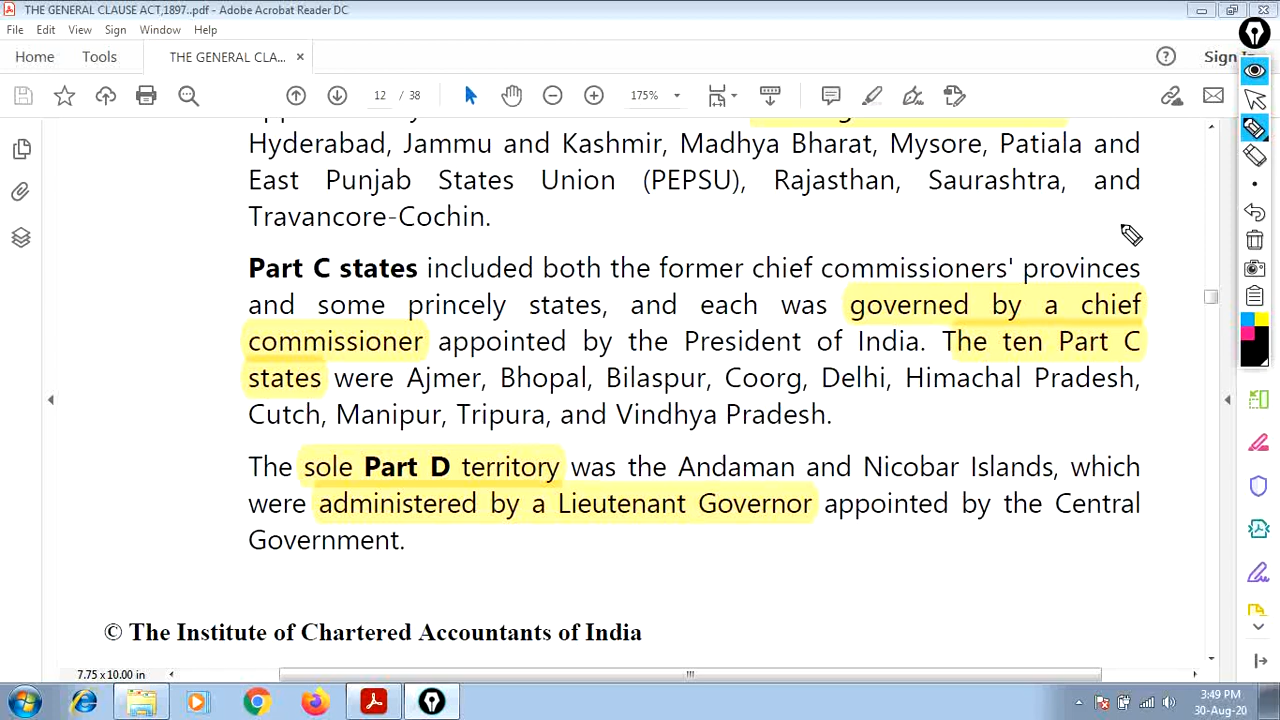 THE GENERAL CLAUSE ACT,1897..pdf - Adobe Acrobat Reader DC
File Edit View Sign Window Help
Home Tools THE GENERAL CLA... × Sign
12 / 38 175%
Hyderabad, Jammu and Kashmir, Madhya Bharat, Mysore, Patiala and
East Punjab States Union (PEPSU), Rajasthan, Saurashtra, and
Travancore-Cochin.
Part C states included both the former chief commissioners' provinces
and some princely states, and each was governed by a chief
commissioner appointed by the President of India. The ten Part C
states were Ajmer, Bhopal, Bilaspur, Coorg, Delhi, Himachal Pradesh,
Cutch, Manipur, Tripura, and Vindhya Pradesh.
The sole Part D territory was the Andaman and Nicobar Islands, which
were administered by a Lieutenant Governor appointed by the Central
Government.
© The Institute of Chartered Accountants of India
7.75 x 10.00 in
3:49 PM
30-Aug-20